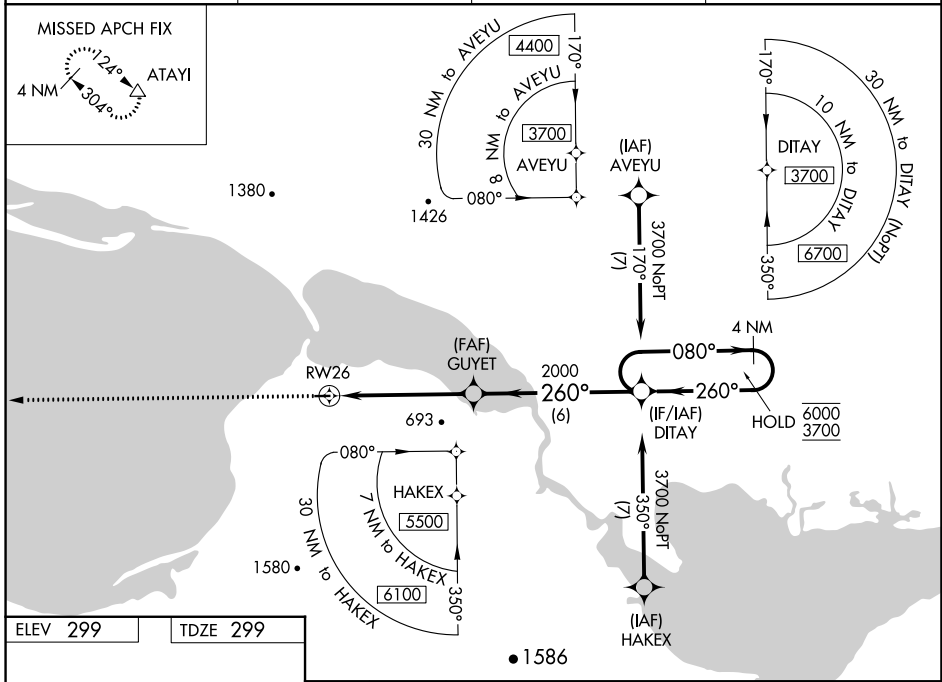 MISSED APCH FIX
124°
ATAYI
4 NM
304°
30 NM to AVEYU
4400
170°
8 NM to AVEYU
3700
AVEYU
080°
(IAF)
AVEYU
170°
30 NM to DITAY (NoPT)
10 NM to DITAY
DITAY
3700
6700
350°
1380
1426
3700 NoPT
170°
(7)
4 NM
080°
(FAF)
GUYET
RW26
2000
260°
(6)
260°
(IF/IAF)
DITAY
HOLD
6000
3700
693
080°
HAKEX
5500
7 NM to HAKEX
30 NM to HAKEX
6100
350°
3700 NoPT
350°
(7)
1580
(IAF)
HAKEX
ELEV 299
TDZE 299
1586